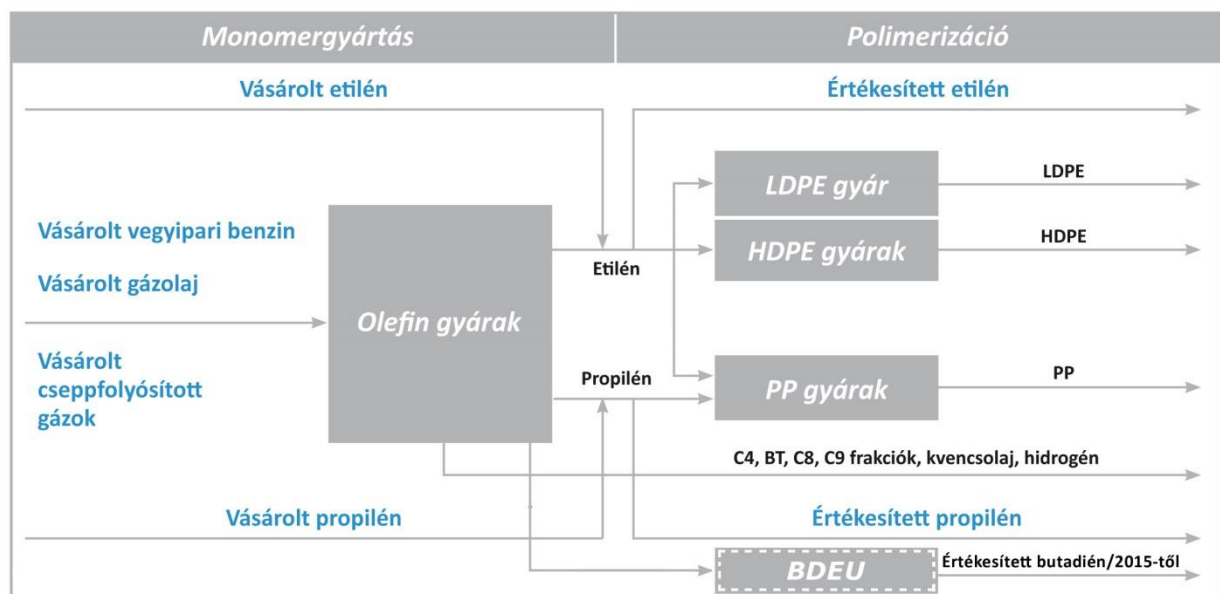 Monomergyártás
Polimerizáció
Vásárolt etilén
Értékesített etilén
LDPE gyár
LDPE
Vásárolt vegyipari benzin
HDPE gyárak
HDPE
Etilén
Vásárolt gázolaj
Olefin gyárak
Vásárolt
cseppfolyósított
gázok
Propilén
PP gyárak
PP
C4, BT, C8, C9 frakciók, kvencsolaj, hidrogén
Vásárolt propilén
Értékesített propilén
BDEU
Értékesített butadién/2015-től